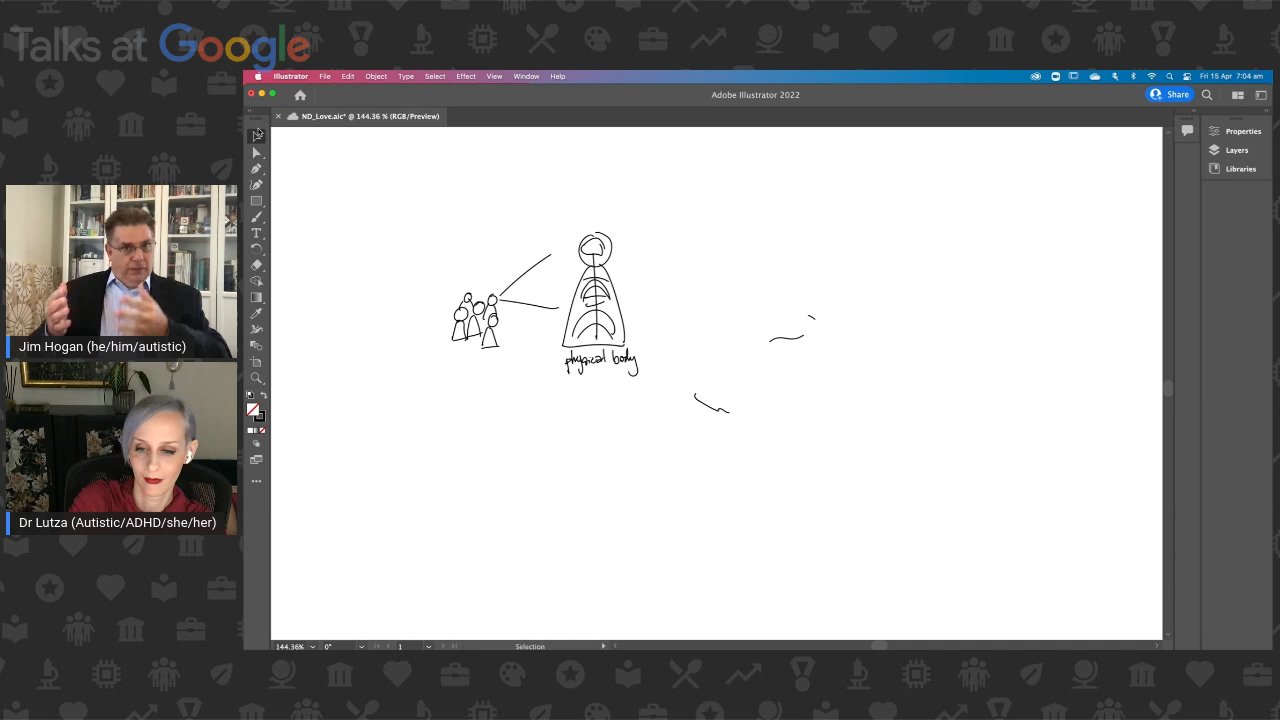 Talks at Google
Illustrator File Edit Object Type Select Effect View Window Help
Fri 15 Apr 7:04 am
Adobe Illustrator 2022
Share
ND_Love.aic* @ 144.36 % (RGB/Preview)
Properties
Layers
Libraries
physical body
Jim Hogan (he/him/autistic)
Dr Lutza (Autistic/ADHD/she/her)
144.36% 0° 1 Selection